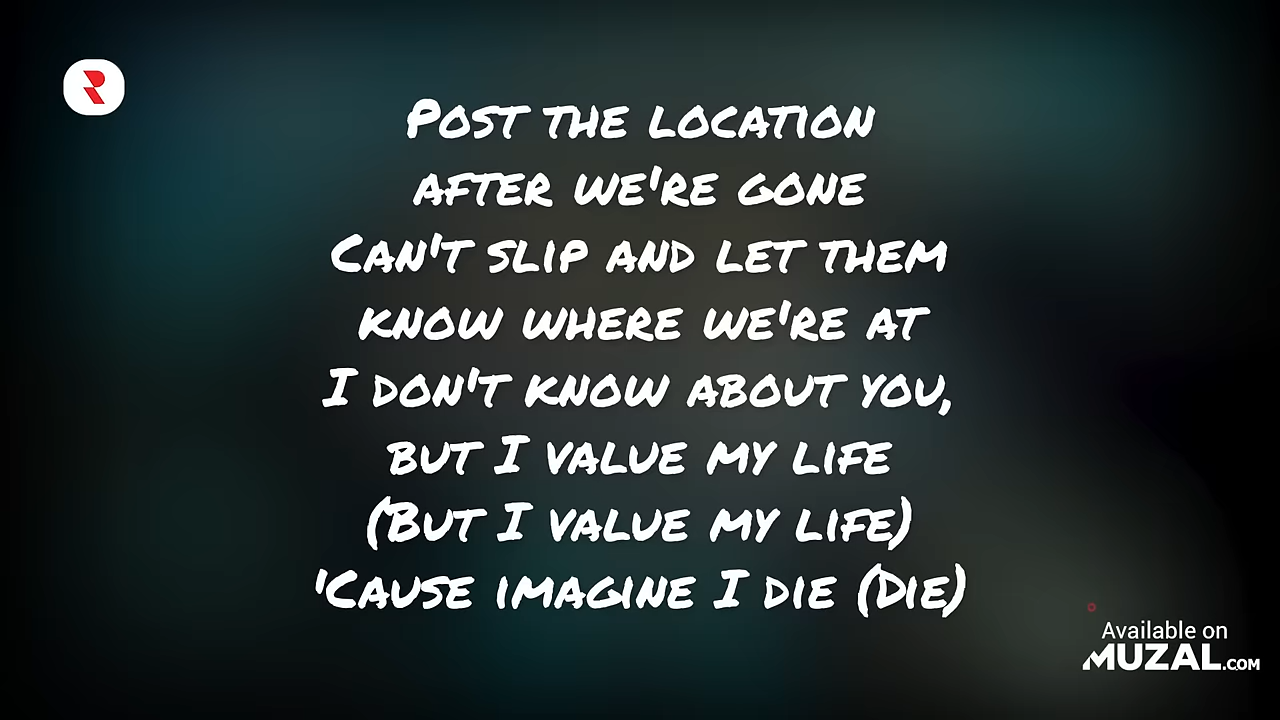 Post the location
after we're gone
Can't slip and let them
know where we're at
I don't know about you,
but I value my life
(But I value my life)
'Cause imagine I die (Die)
Available on
MUZAL.COM